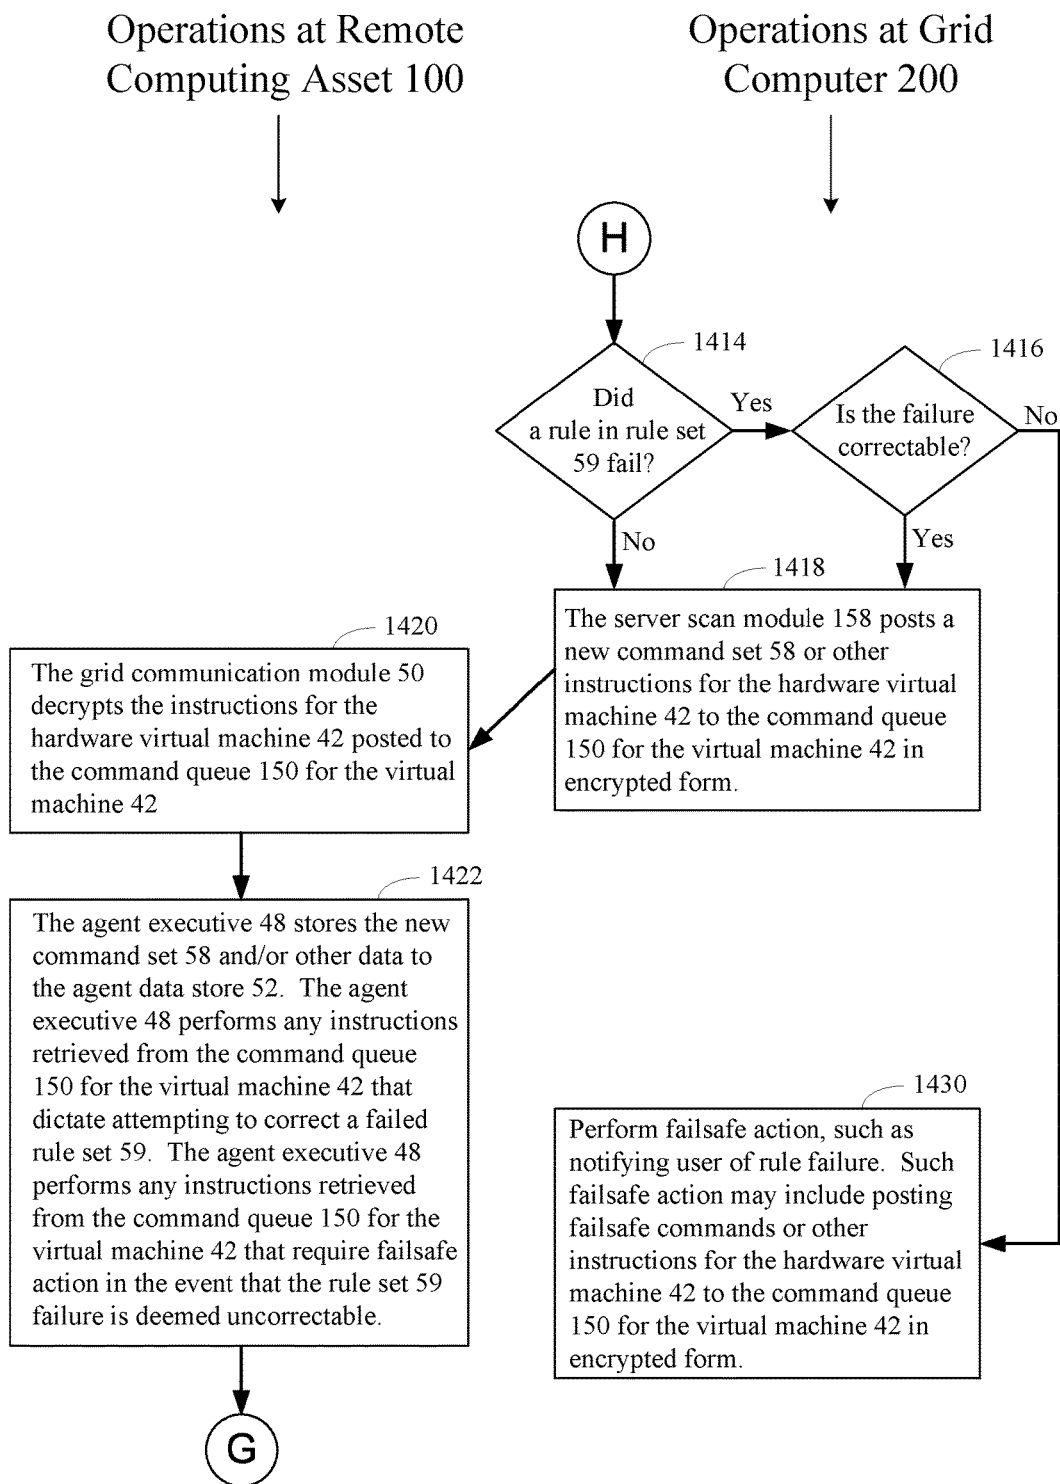 Operations at Remote
Computing Asset 100
Operations at Grid
Computer 200
H
1414
Did
a rule in rule set
59 fail?
Yes
1416
Is the failure
correctable?
No
No
Yes
1418
The server scan module 158 posts a
new command set 58 or other
instructions for the hardware virtual
machine 42 to the command queue
150 for the virtual machine 42 in
encrypted form.
1420
The grid communication module 50
decrypts the instructions for the
hardware virtual machine 42 posted to
the command queue 150 for the virtual
machine 42
1422
The agent executive 48 stores the new
command set 58 and/or other data to
the agent data store 52.  The agent
executive 48 performs any instructions
retrieved from the command queue
150 for the virtual machine 42 that
dictate attempting to correct a failed
rule set 59.  The agent executive 48
performs any instructions retrieved
from the command queue 150 for the
virtual machine 42 that require failsafe
action in the event that the rule set 59
failure is deemed uncorrectable.
1430
Perform failsafe action, such as
notifying user of rule failure.  Such
failsafe action may include posting
failsafe commands or other
instructions for the hardware virtual
machine 42 to the command queue
150 for the virtual machine 42 in
encrypted form.
G